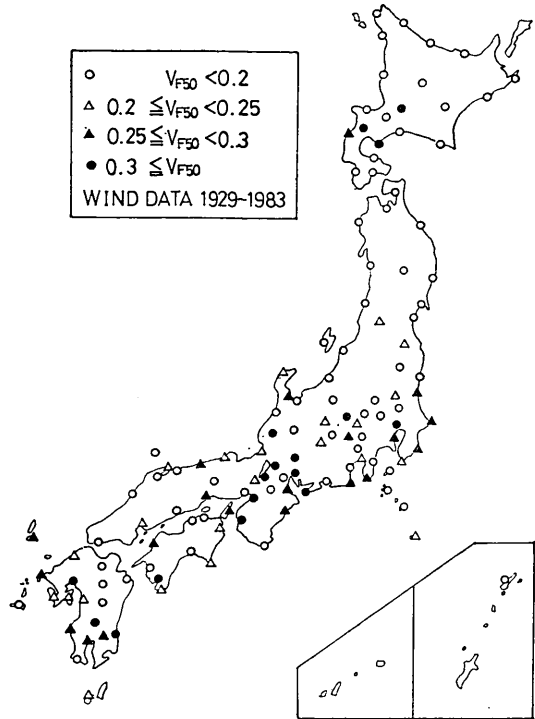 ○ V_F50 <0.2
△ 0.2 ≦V_F50 <0.25
▲ 0.25≦V_F50 <0.3
● 0.3 ≦V_F50
WIND DATA 1929~1983